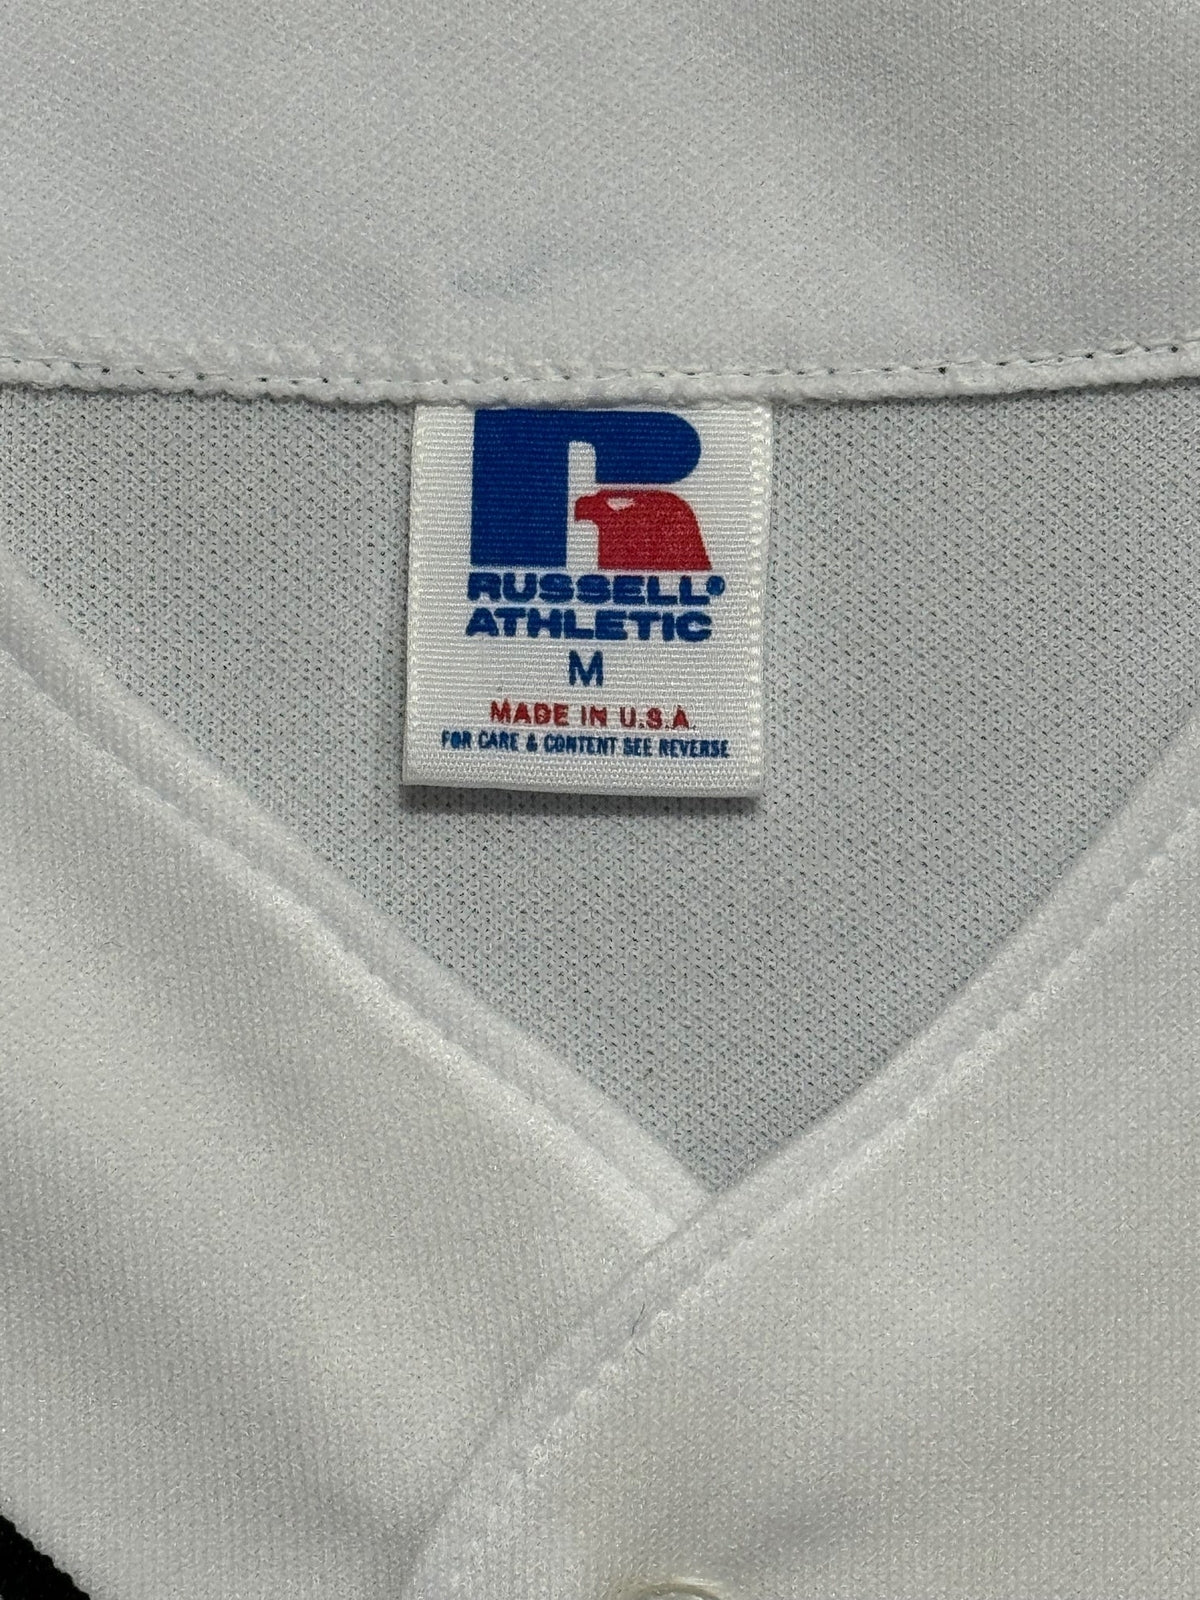 RUSSELL®
ATHLETIC
M
MADE IN U.S.A.
FOR CARE & CONTENT SEE REVERSE